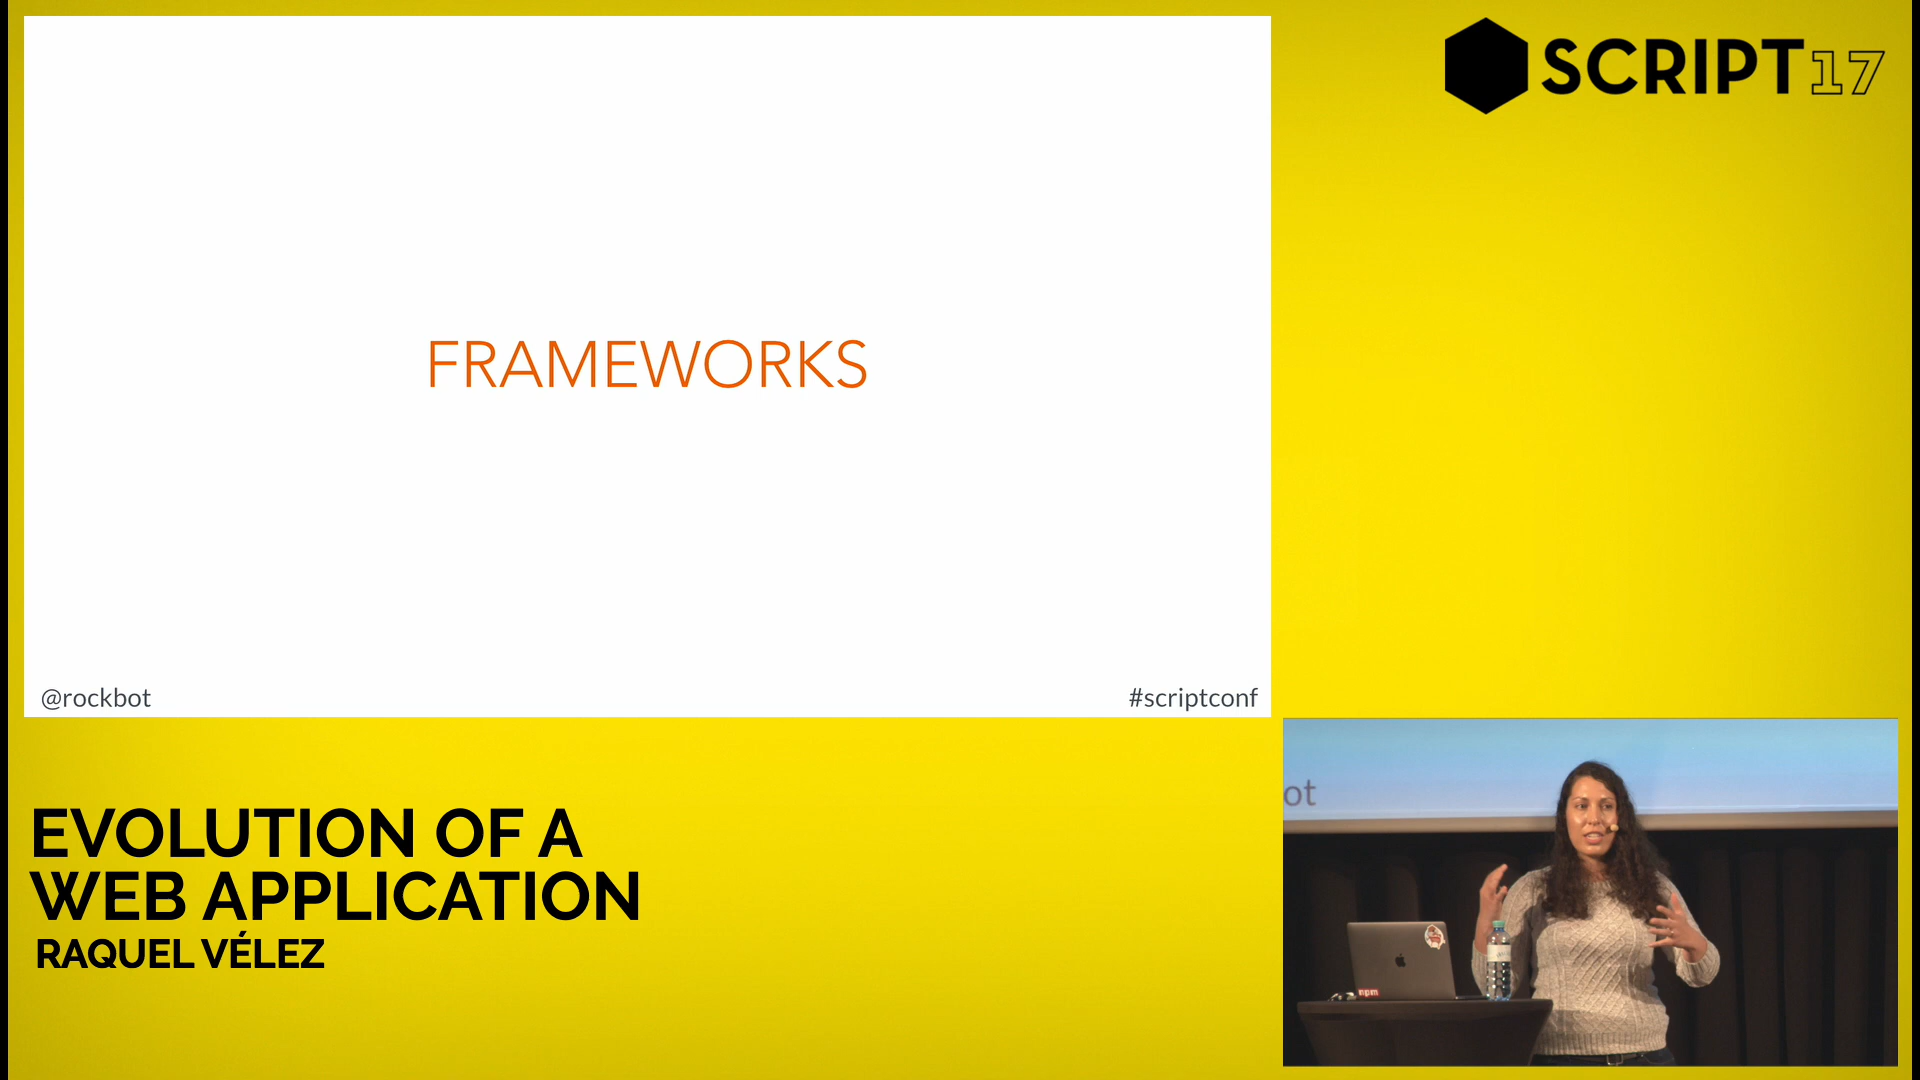 SCRIPT17
FRAMEWORKS
@rockbot
#scriptconf
EVOLUTION OF A
WEB APPLICATION
RAQUEL VÉLEZ
ot
npm